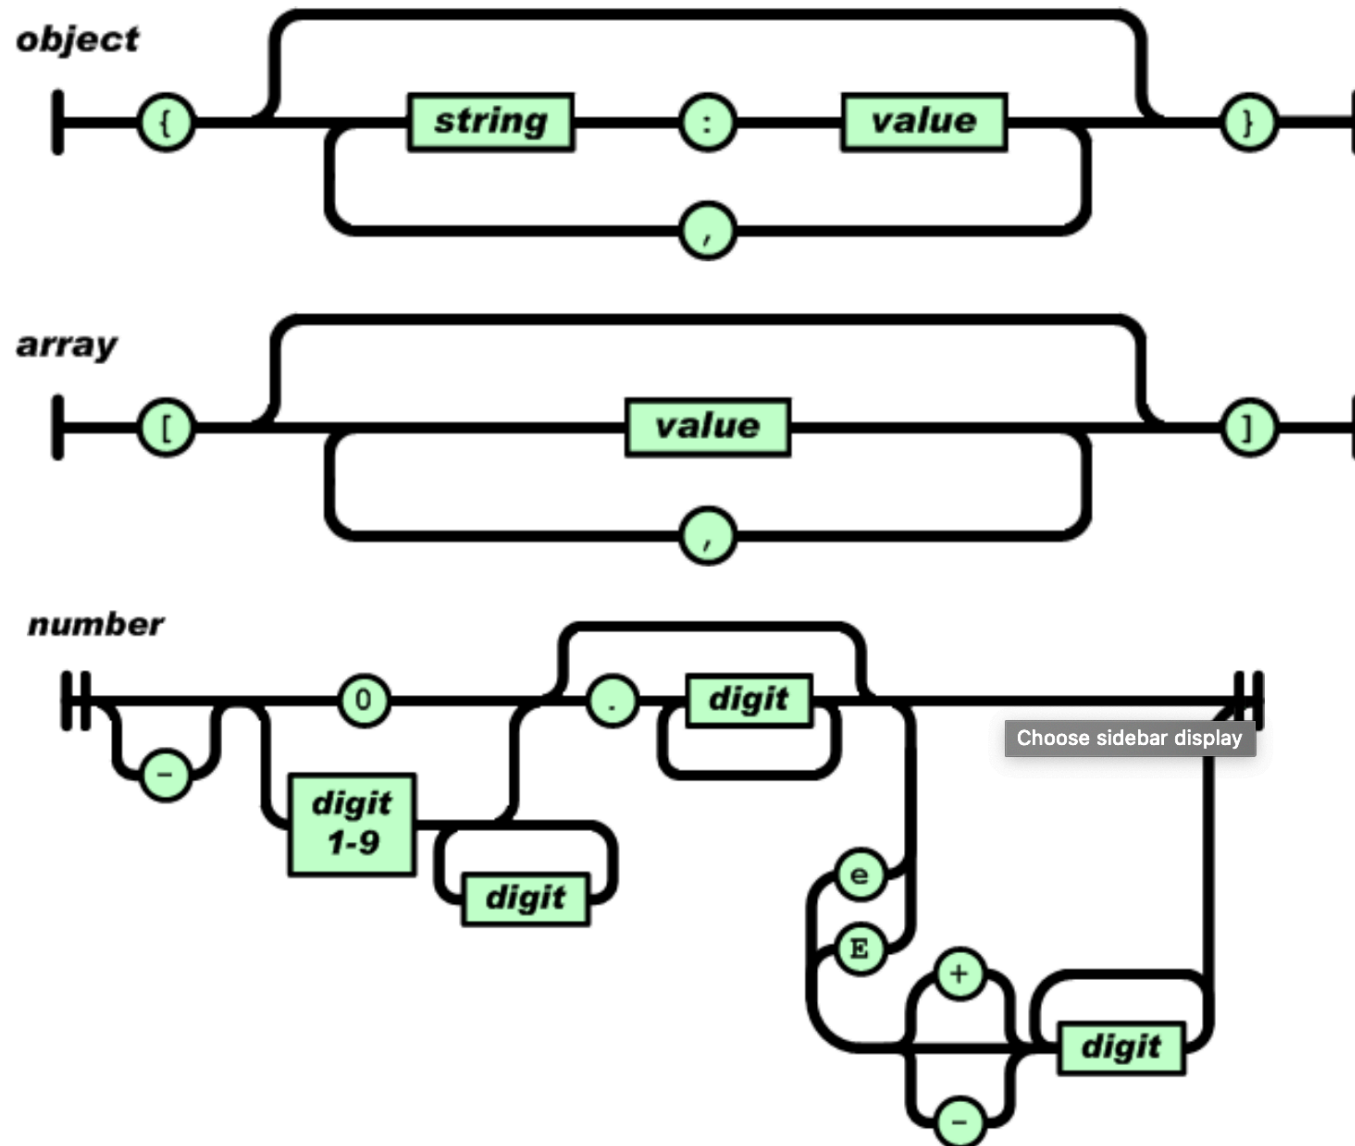 object
{
string
:
value
}
,
array
[
value
]
,
number
0
.
digit
-
Choose sidebar display
digit
1-9
digit
e
E
+
digit
-